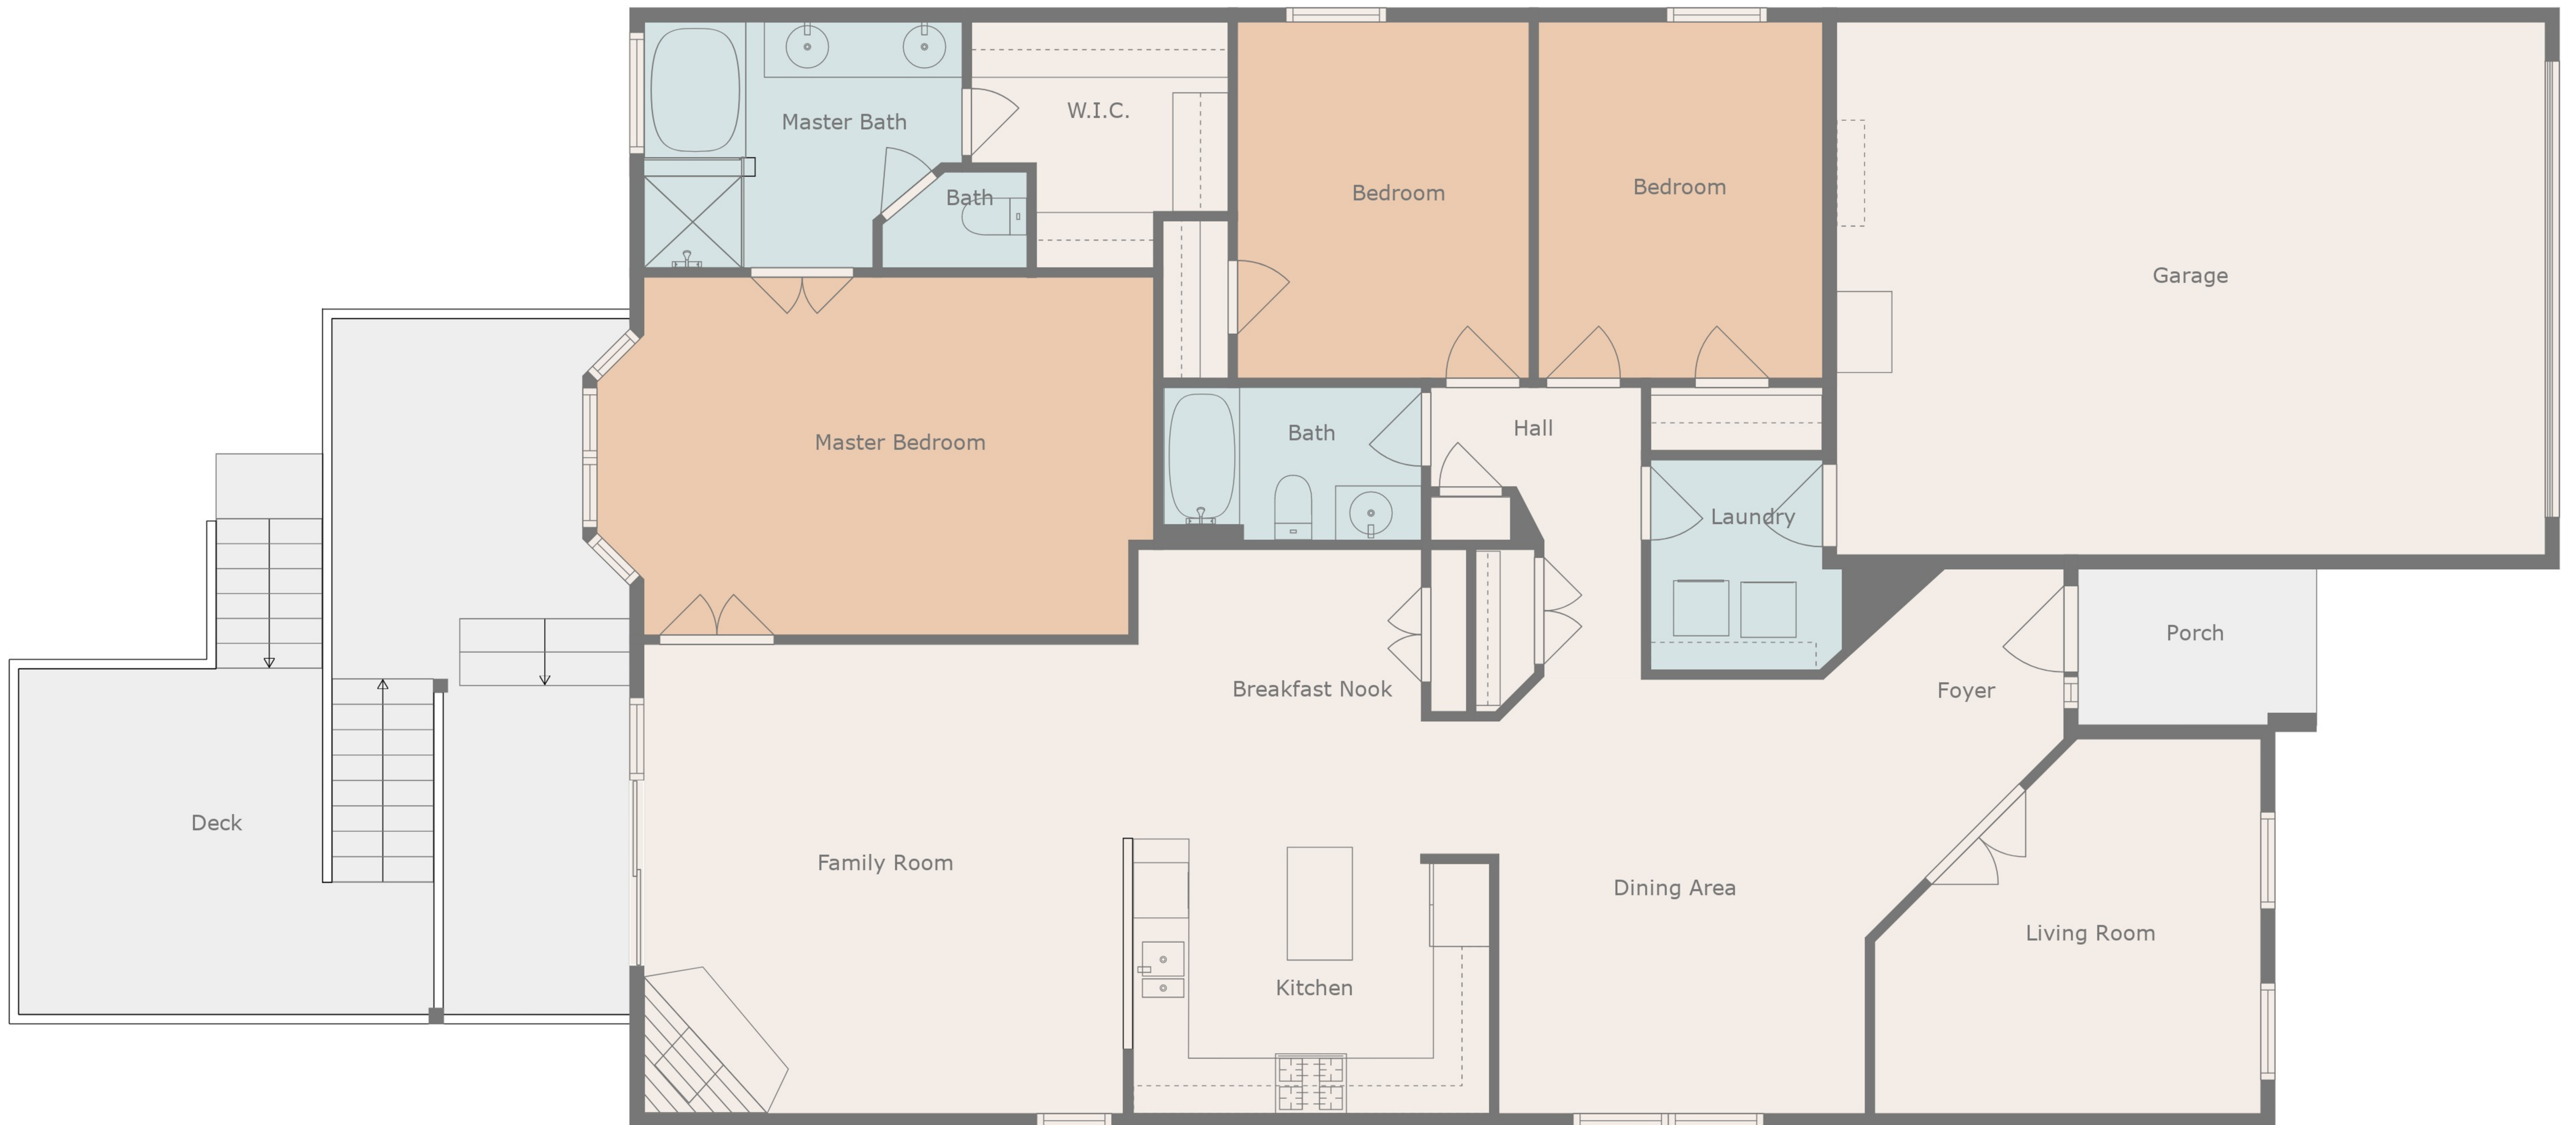 W.I.C.
Master Bath
Bath
Bedroom
Bedroom
Garage
Master Bedroom
Bath
Hall
Laundry
Porch
Breakfast Nook
Foyer
Deck
Family Room
Dining Area
Living Room
Kitchen